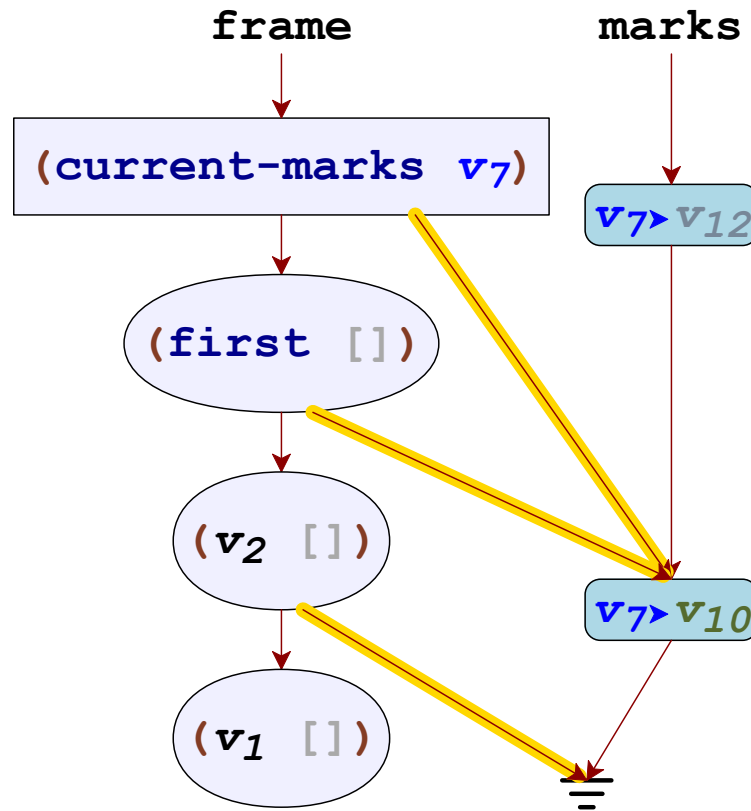 frame marks
(current-marks v7)
v7➤v12
(first [])
(v2 [])
v7➤v10
(v1 [])